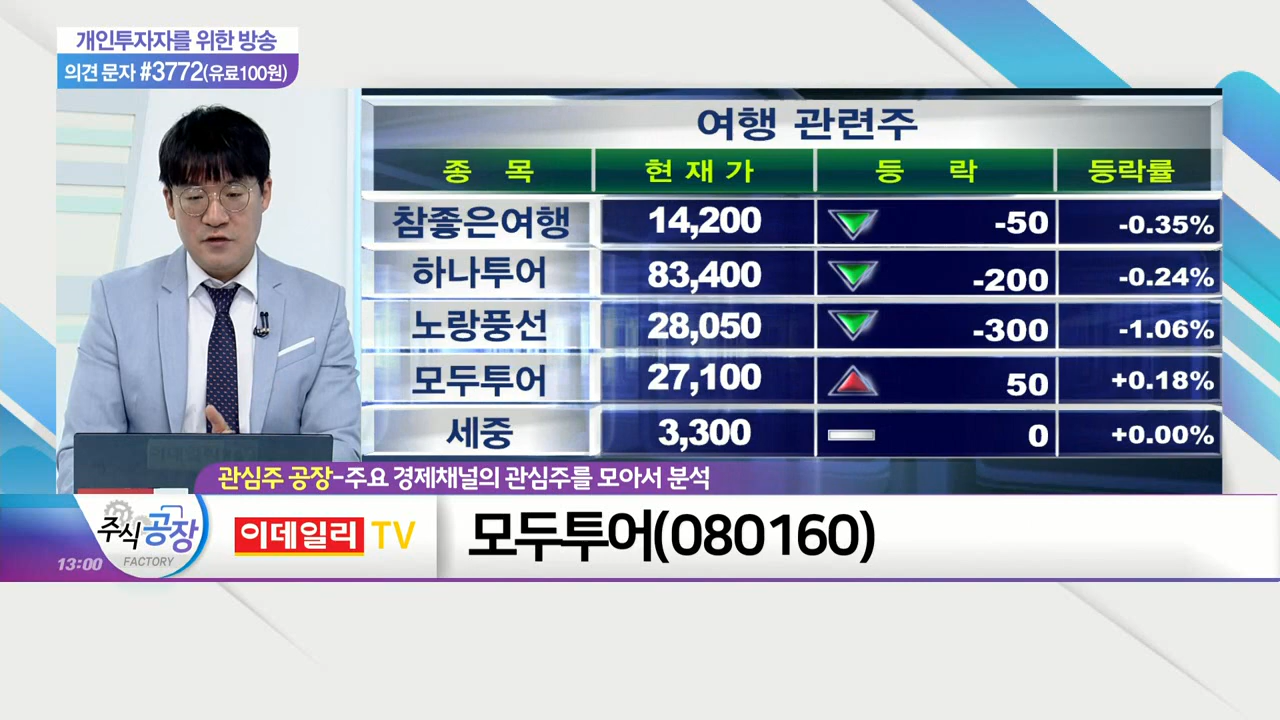 개인투자자를 위한 방송
의견 문자 #3772(유료100원)
여행 관련주
종 목 현 재 가 등 락 등락률
참좋은여행 14,200 -50 -0.35%
하나투어 83,400 -200 -0.24%
노랑풍선 28,050 -300 -1.06%
모두투어 27,100 50 +0.18%
세중 3,300 0 +0.00%
관심주 공장-주요 경제채널의 관심주를 모아서 분석
주식공장
FACTORY
13:00
이데일리 TV
모두투어(080160)